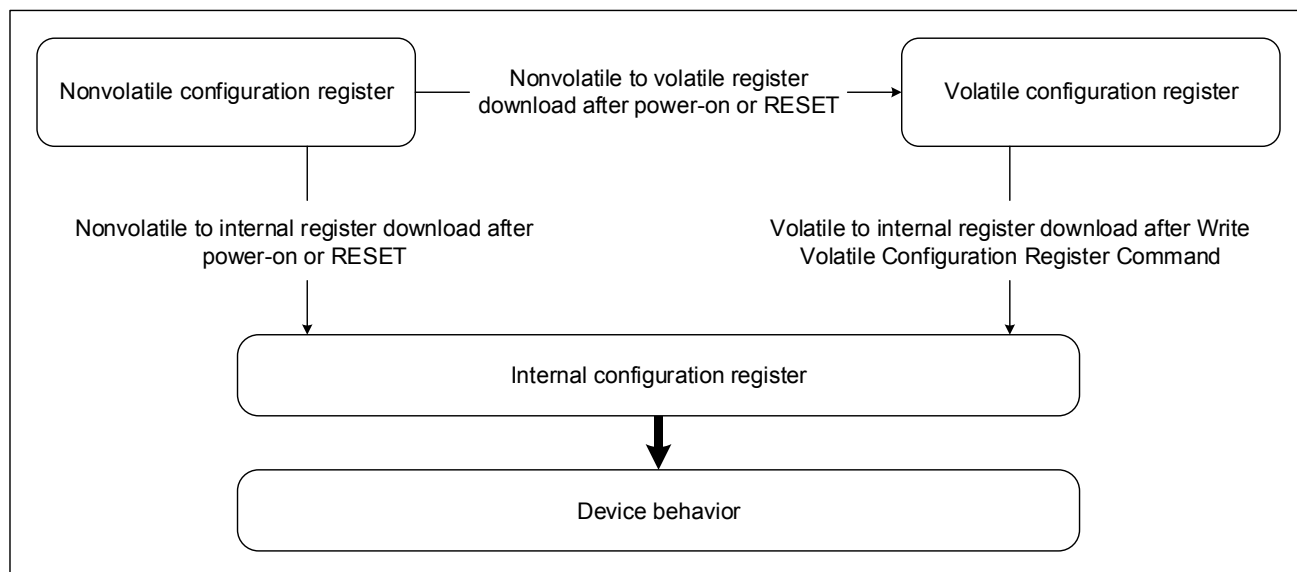 Nonvolatile configuration register
Nonvolatile to volatile register
download after power-on or RESET
Volatile configuration register
Nonvolatile to internal register download after
power-on or RESET
Volatile to internal register download after Write
Volatile Configuration Register Command
Internal configuration register
Device behavior